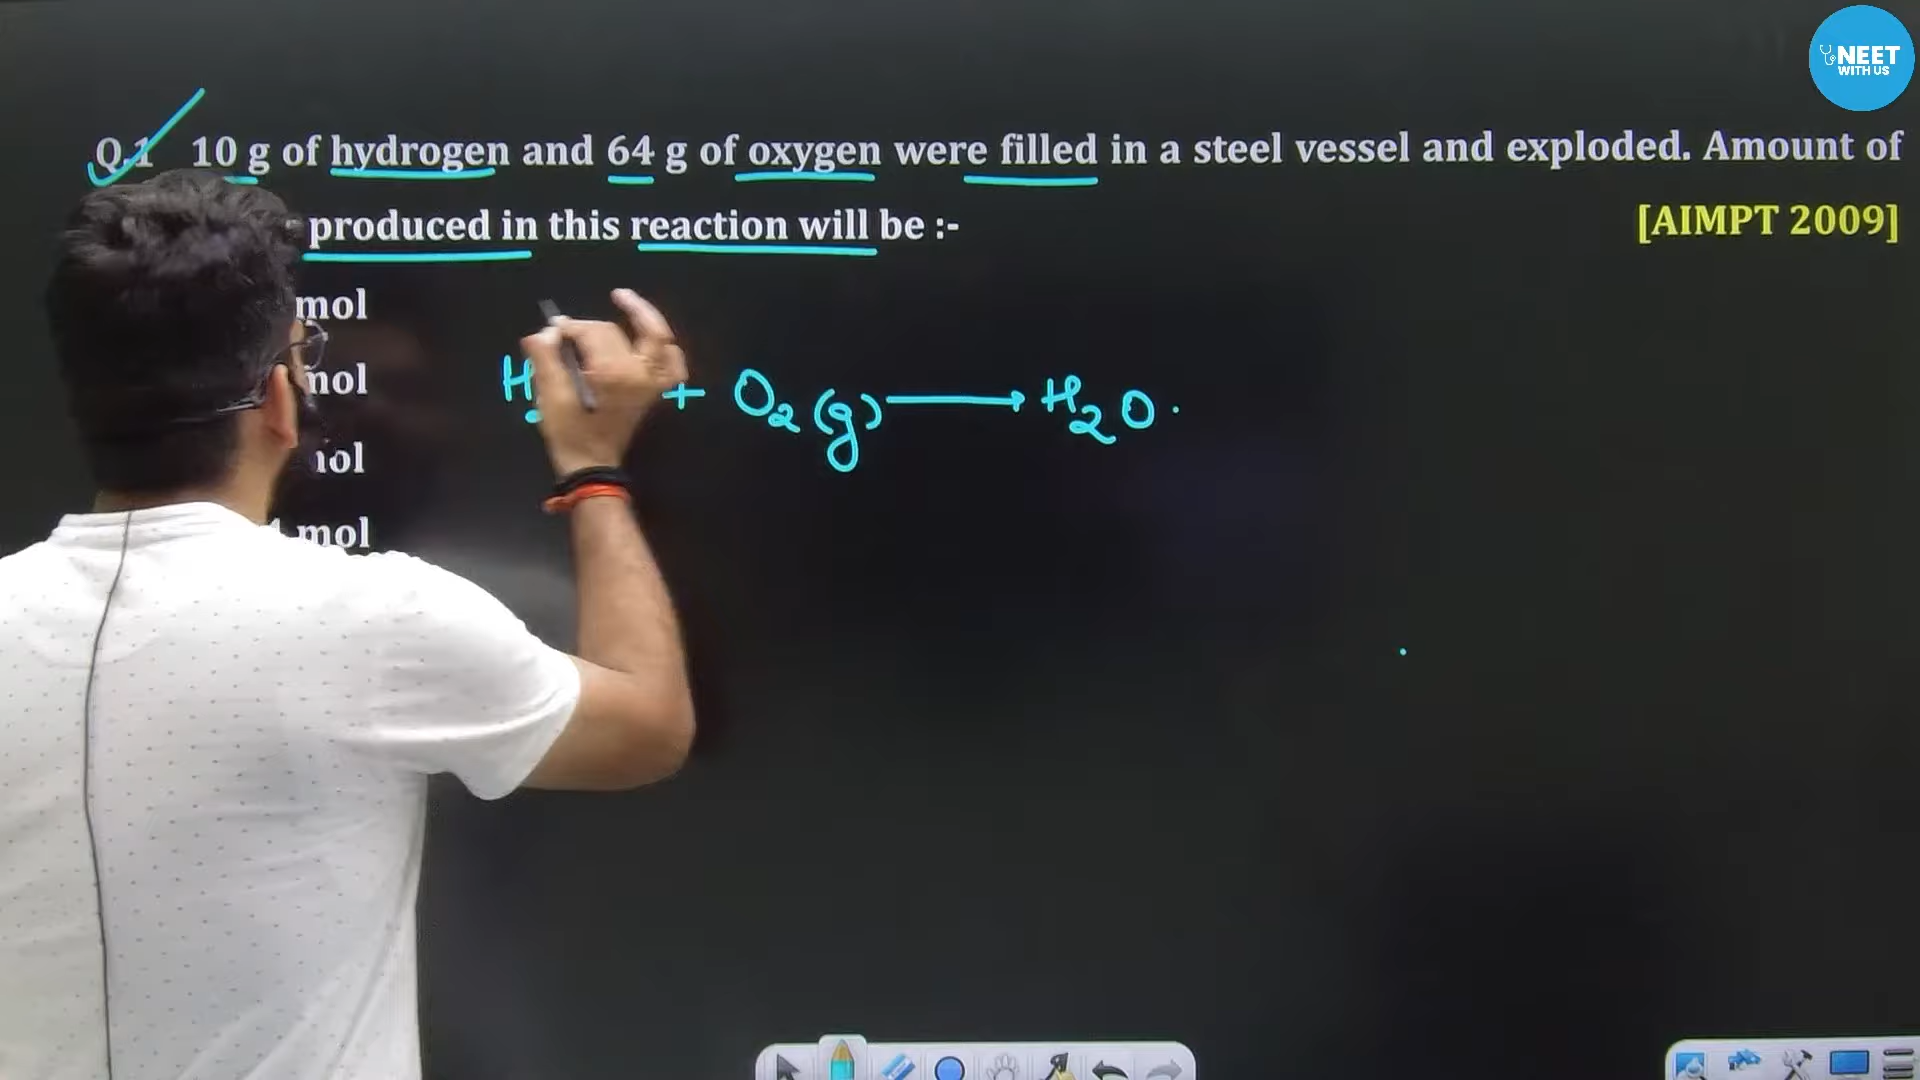 NEET
WITH US
Q.1 10 g of hydrogen and 64 g of oxygen were filled in a steel vessel and exploded. Amount of
produced in this reaction will be :-
[AIMPT 2009]
mol
mol
mol
H + O₂(g) ⟶ H₂O.